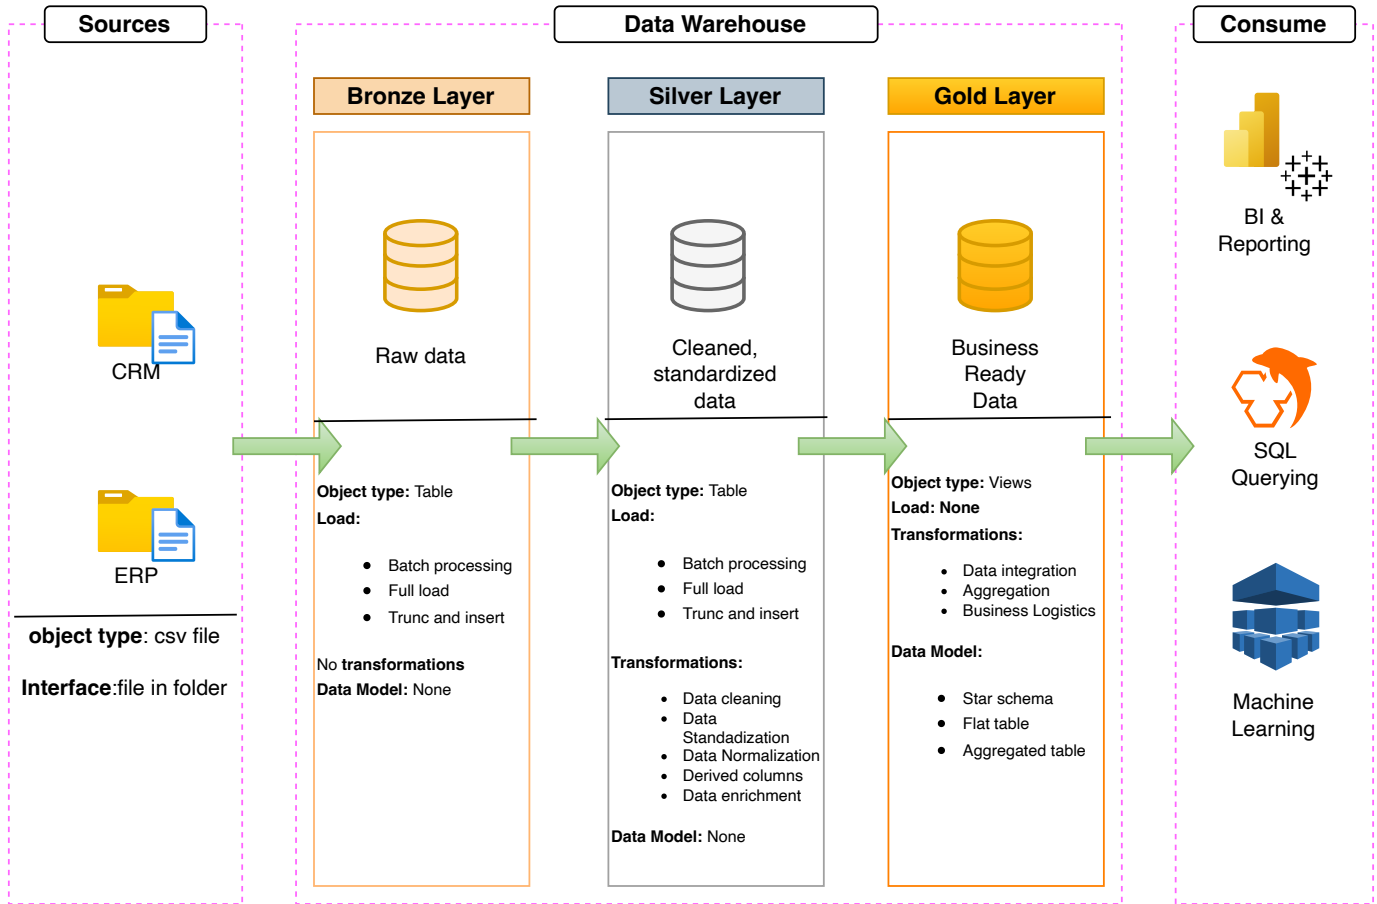 Sources
CRM
ERP
object type: csv file
Interface:file in folder
Data Warehouse
Bronze Layer
Raw data
Object type: Table
Load:
● Batch processing
● Full load
● Trunc and insert
No transformations
Data Model: None
Silver Layer
Cleaned,
standardized
data
Object type: Table
Load:
● Batch processing
● Full load
● Trunc and insert
Transformations:
• Data cleaning
• Data
Standadization
• Data Normalization
• Derived columns
• Data enrichment
Data Model: None
Gold Layer
Business
Ready
Data
Object type: Views
Load: None
Transformations:
• Data integration
• Aggregation
• Business Logistics
Data Model:
● Star schema
● Flat table
● Aggregated table
Consume
BI &
Reporting
SQL
Querying
Machine
Learning